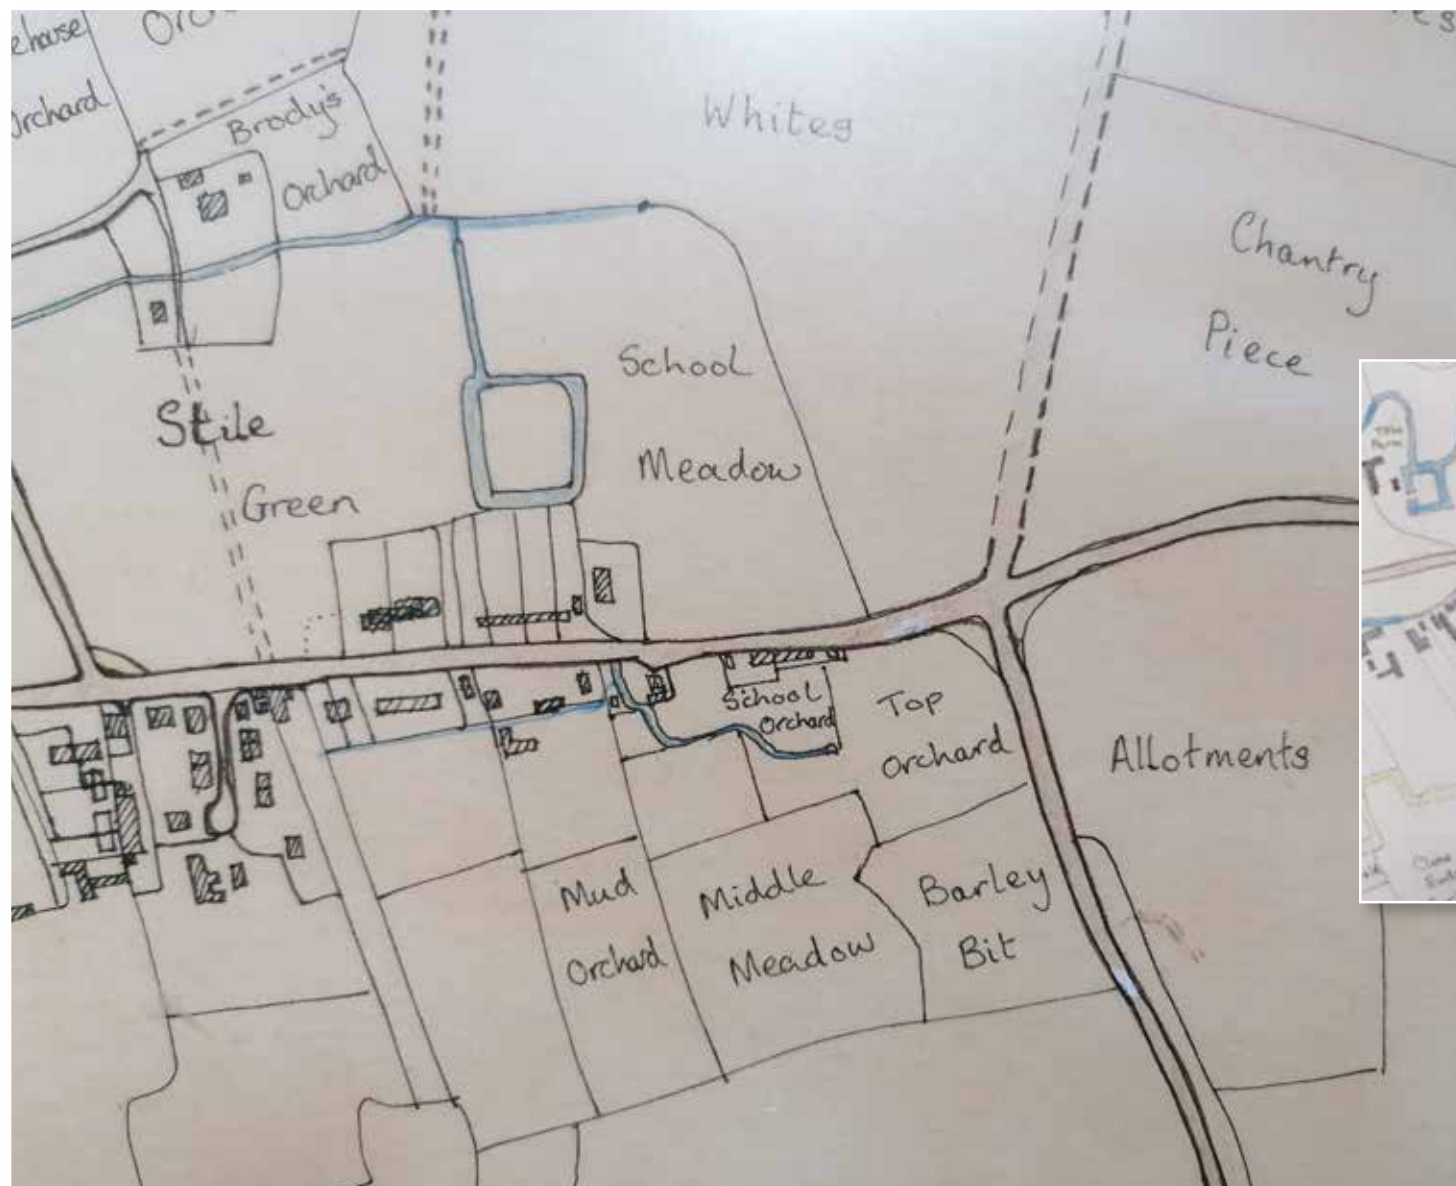 Orchard
Brody's
Orchard
Whites
Chantry
Piece
School
Meadow
Stile
Green
School
Orchard
Top
Orchard
Allotments
Mud
Orchard
Middle
Meadow
Barley
Bit